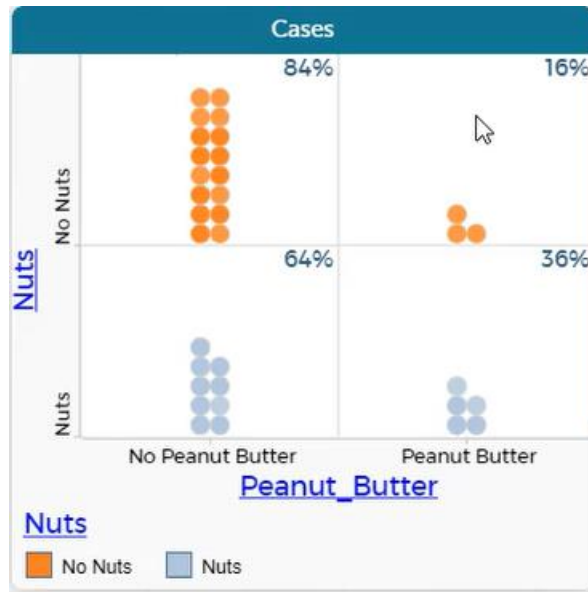 Cases
84% 16%
No Nuts
64% 36%
Nuts
Nuts
No Peanut Butter Peanut Butter
Peanut_Butter
Nuts
No Nuts Nuts